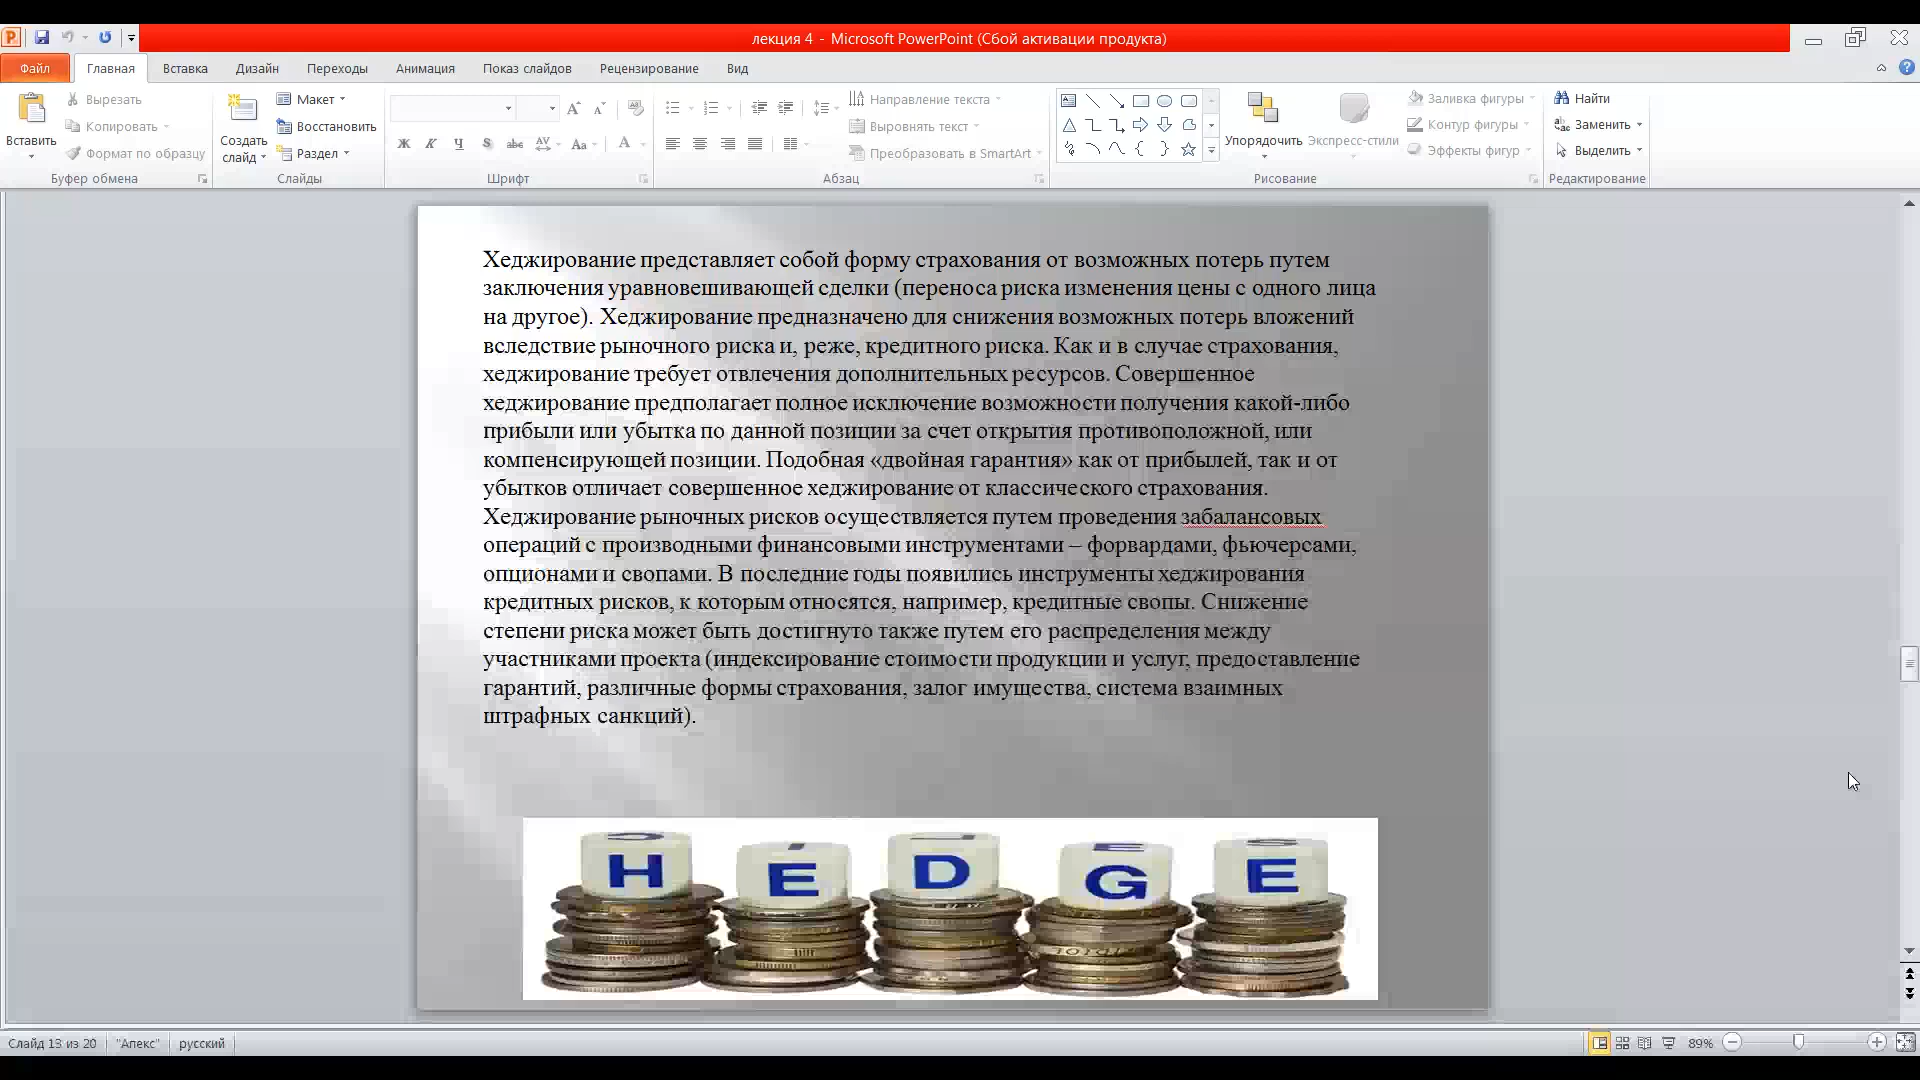 лекция 4 - Microsoft PowerPoint (Сбой активации продукта)
Файл Главная Вставка Дизайн Переходы Анимация Показ слайдов Рецензирование Вид
Вставить
Вырезать
Копировать
Формат по образцу
Буфер обмена
Создать слайд
Макет
Восстановить
Раздел
Слайды
Шрифт
Направление текста
Выровнять текст
Преобразовать в SmartArt
Абзац
Упорядочить
Экспресс-стили
Заливка фигуры
Контур фигуры
Эффекты фигур
Рисование
Найти
Заменить
Выделить
Редактирование
Хеджирование представляет собой форму страхования от возможных потерь путем
заключения уравновешивающей сделки (переноса риска изменения цены с одного лица
на другое). Хеджирование предназначено для снижения возможных потерь вложений
вследствие рыночного риска и, реже, кредитного риска. Как и в случае страхования,
хеджирование требует отвлечения дополнительных ресурсов. Совершенное
хеджирование предполагает полное исключение возможности получения какой-либо
прибыли или убытка по данной позиции за счет открытия противоположной, или
компенсирующей позиции. Подобная «двойная гарантия» как от прибылей, так и от
убытков отличает совершенное хеджирование от классического страхования.
Хеджирование рыночных рисков осуществляется путем проведения забалансовых
операций с производными финансовыми инструментами – форвардами, фьючерсами,
опционами и свопами. В последние годы появились инструменты хеджирования
кредитных рисков, к которым относятся, например, кредитные свопы. Снижение
степени риска может быть достигнуто также путем его распределения между
участниками проекта (индексирование стоимости продукции и услуг, предоставление
гарантий, различные формы страхования, залог имущества, система взаимных
штрафных санкций).
H E D G E
Слайд 13 из 20 "Апекс" русский 89%